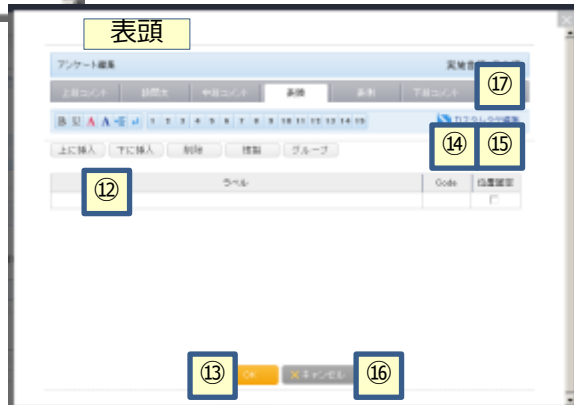 表頭
アンケート編集
⑰
上部コメント 設問文 中部コメント 表頭 表側 下部コメント
B U A A 1 2 3 4 5 6 7 8 9 10 11 12 13 14 15
⑭ ⑮
上に挿入 下に挿入 削除 複製 グループ
⑫ ラベル Code 位置固定
⑬ OK キャンセル ⑯